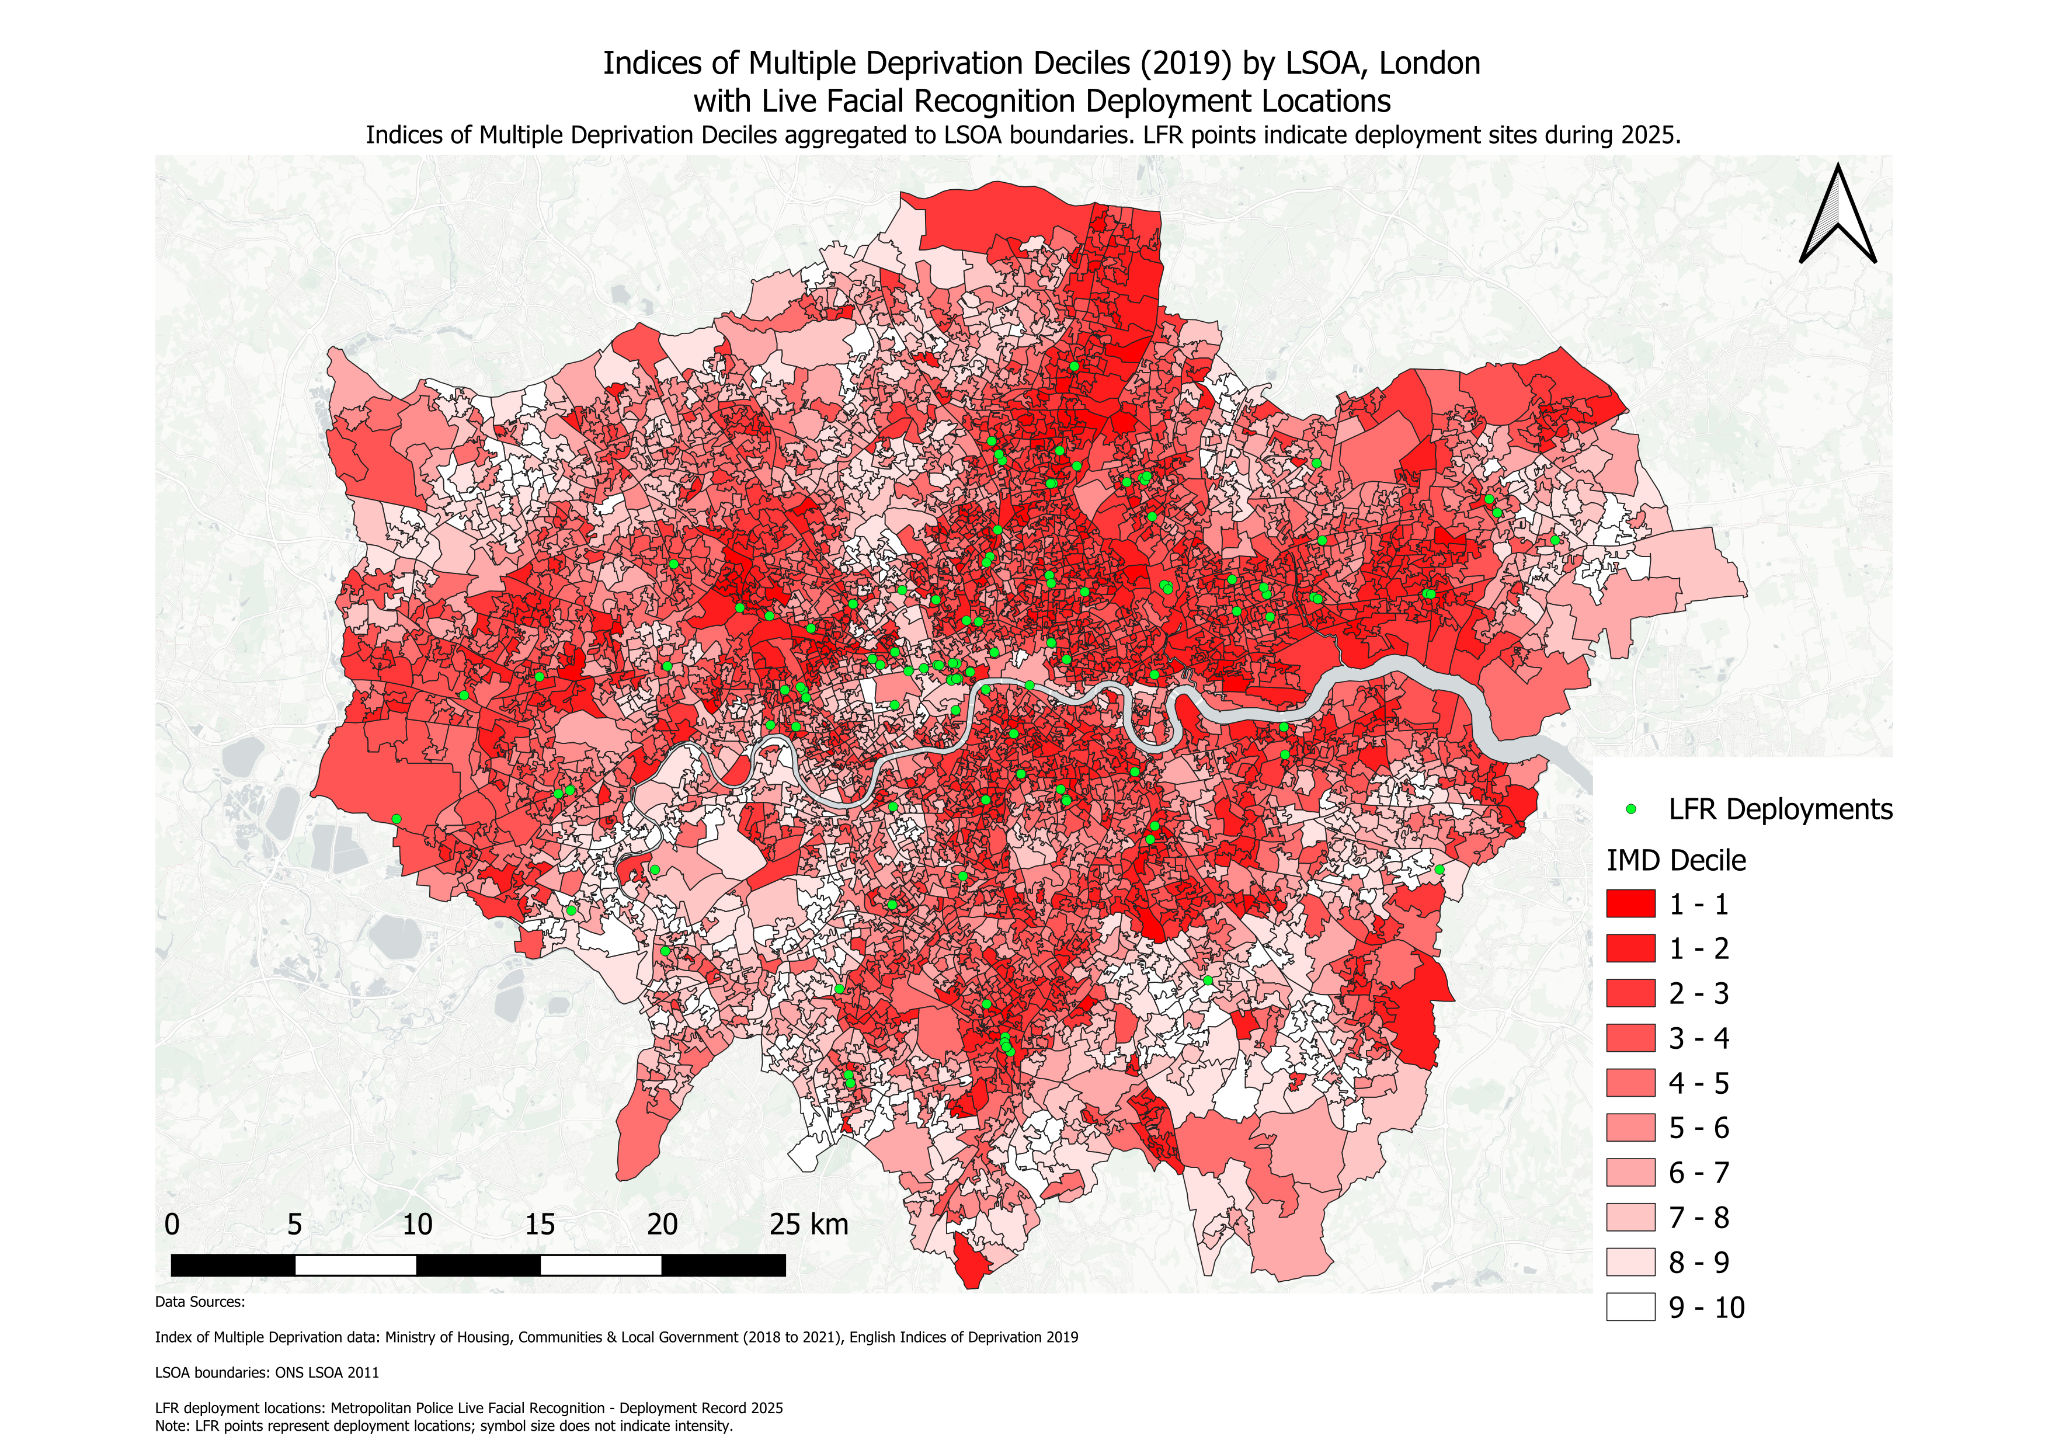 Indices of Multiple Deprivation Deciles (2019) by LSOA, London
with Live Facial Recognition Deployment Locations
Indices of Multiple Deprivation Deciles aggregated to LSOA boundaries. LFR points indicate deployment sites during 2025.
LFR Deployments
IMD Decile
1 - 1
1 - 2
2 - 3
3 - 4
4 - 5
5 - 6
6 - 7
7 - 8
8 - 9
9 - 10
0 5 10 15 20 25 km
Data Sources:
Index of Multiple Deprivation data: Ministry of Housing, Communities & Local Government (2018 to 2021), English Indices of Deprivation 2019
LSOA boundaries: ONS LSOA 2011
LFR deployment locations: Metropolitan Police Live Facial Recognition - Deployment Record 2025
Note: LFR points represent deployment locations; symbol size does not indicate intensity.